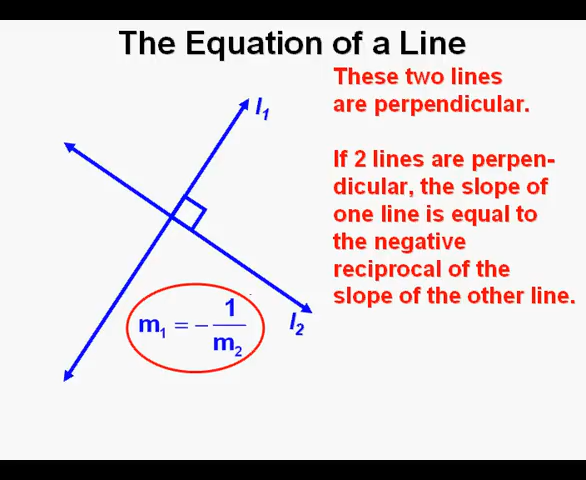 The Equation of a Line
These two lines
are perpendicular.
If 2 lines are perpen-
dicular, the slope of
one line is equal to
the negative
reciprocal of the
slope of the other line.
l₁
l₂
m₁ = − 1/m₂